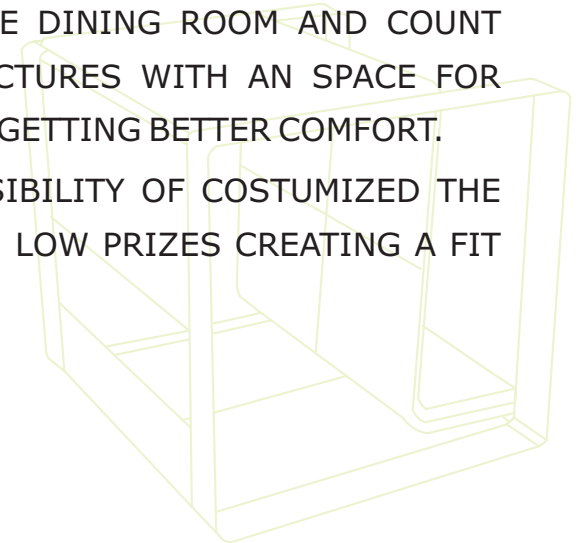 E DINING ROOM AND COUNT
CTURES WITH AN SPACE FOR
GETTING BETTER COMFORT.
SIBILITY OF COSTUMIZED THE
LOW PRIZES CREATING A FIT